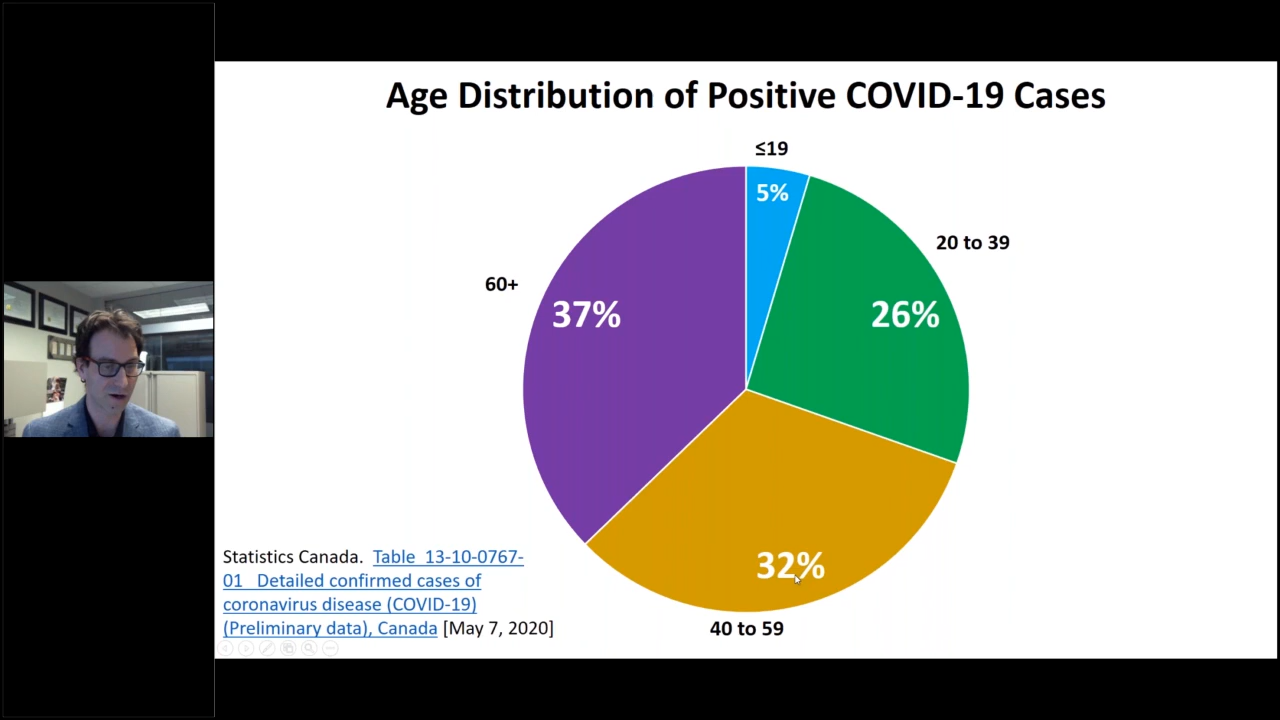 Age Distribution of Positive COVID-19 Cases
≤19
5%
20 to 39
26%
60+
37%
32%
40 to 59
Statistics Canada. Table 13-10-0767-
01 Detailed confirmed cases of
coronavirus disease (COVID-19)
(Preliminary data), Canada [May 7, 2020]